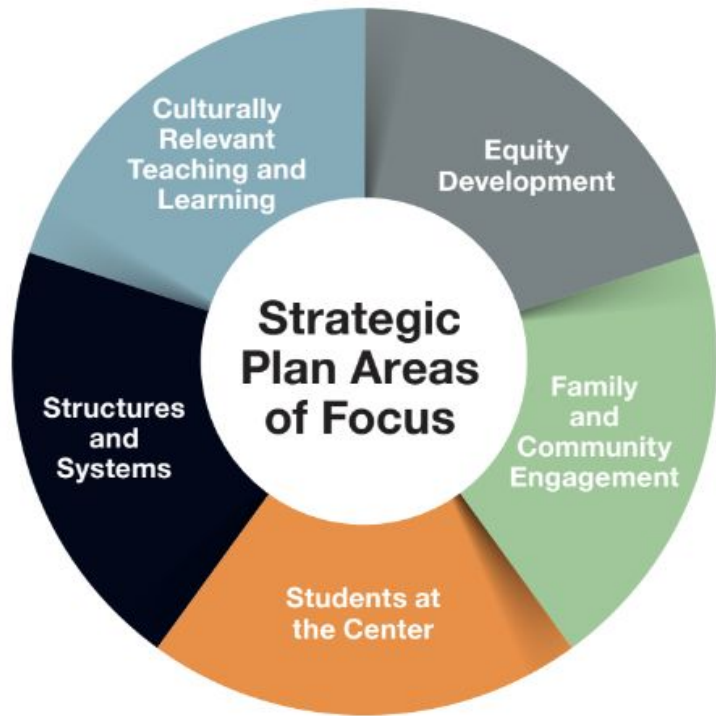 Strategic
Plan Areas
of Focus
Equity
Development
Family
and
Community
Engagement
Students at
the Center
Structures
and
Systems
Culturally
Relevant
Teaching and
Learning